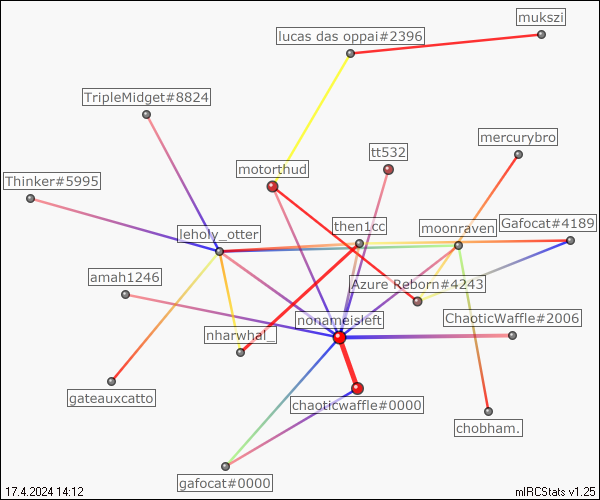 mukszi
lucas das oppai#2396
TripleMidget#8824
mercurybro
tt532
motorthud
Thinker#5995
Gafocat#4189
then1cc
moonraven
leholy_otter
amah1246
Azure Reborn#4243
nonameisleft
ChaoticWaffle#2006
nharwhal_
gateauxcatto
chaoticwaffle#0000
chobham.
gafocat#0000
17.4.2024 14:12
mIRCStats v1.25